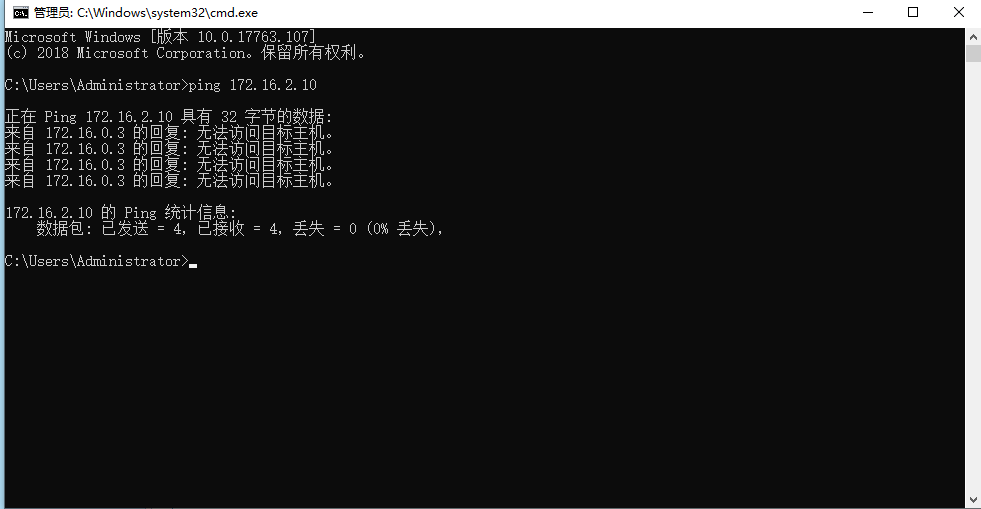 管理员: C:\Windows\system32\cmd.exe
Microsoft Windows [版本 10.0.17763.107]
(c) 2018 Microsoft Corporation。保留所有权利。
C:\Users\Administrator>ping 172.16.2.10
正在 Ping 172.16.2.10 具有 32 字节的数据:
来自 172.16.0.3 的回复: 无法访问目标主机。
来自 172.16.0.3 的回复: 无法访问目标主机。
来自 172.16.0.3 的回复: 无法访问目标主机。
来自 172.16.0.3 的回复: 无法访问目标主机。
172.16.2.10 的 Ping 统计信息:
    数据包: 已发送 = 4，已接收 = 4，丢失 = 0 (0% 丢失)，
C:\Users\Administrator>